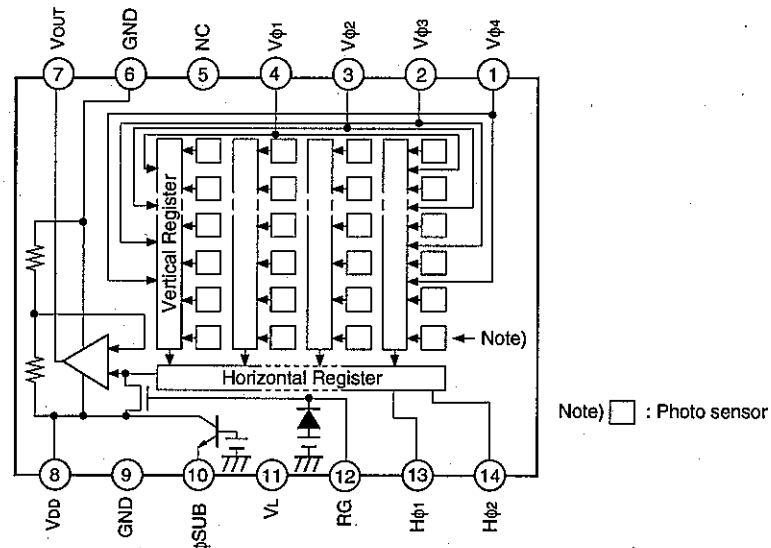 VOUT
GND
NC
Vϕ1
Vϕ2
Vϕ3
Vϕ4
7
6
5
4
3
2
1
Vertical Register
Note)
Horizontal Register
Note) : Photo sensor
8
9
10
11
12
13
14
VDD
GND
ϕSUB
VL
RG
Hϕ1
Hϕ2